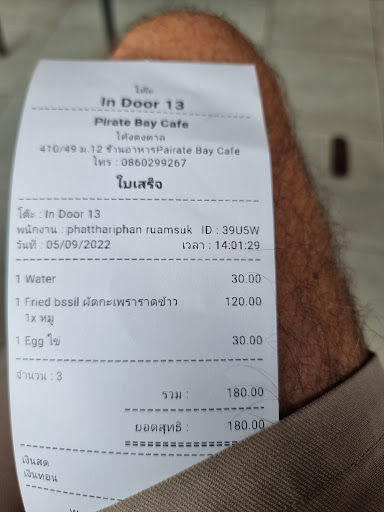 โต๊ะ
In Door 13
Pirate Bay Cafe
โค้งดงตาล
410/49 ม.12 ร้านอาหารPairate Bay Cafe
โทร : 0860299267
ใบเสร็จ
โต๊ะ : In Door 13
พนักงาน : phatthariphan ruamsuk ID : 39U5W
วันที่ : 05/09/2022 เวลา : 14:01:29
1 Water 30.00
1 Fried bssil ผัดกะเพราราดข้าว 120.00
1x หมู
1 Egg ไข่ 30.00
จำนวน : 3
รวม : 180.00
ยอดสุทธิ : 180.00
เงินสด
เงินทอน